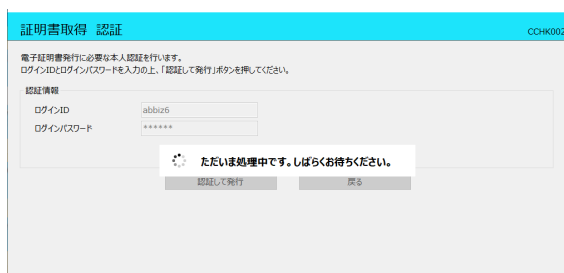 証明書取得 認証
CCHK002
電子証明書発行に必要な本人認証を行います。
ログインIDとログインパスワードを入力の上、「認証して発行」ボタンを押してください。
認証情報
ログインID
abbiz6
ログインパスワード
******
ただいま処理中です。しばらくお待ちください。
認証して発行
戻る